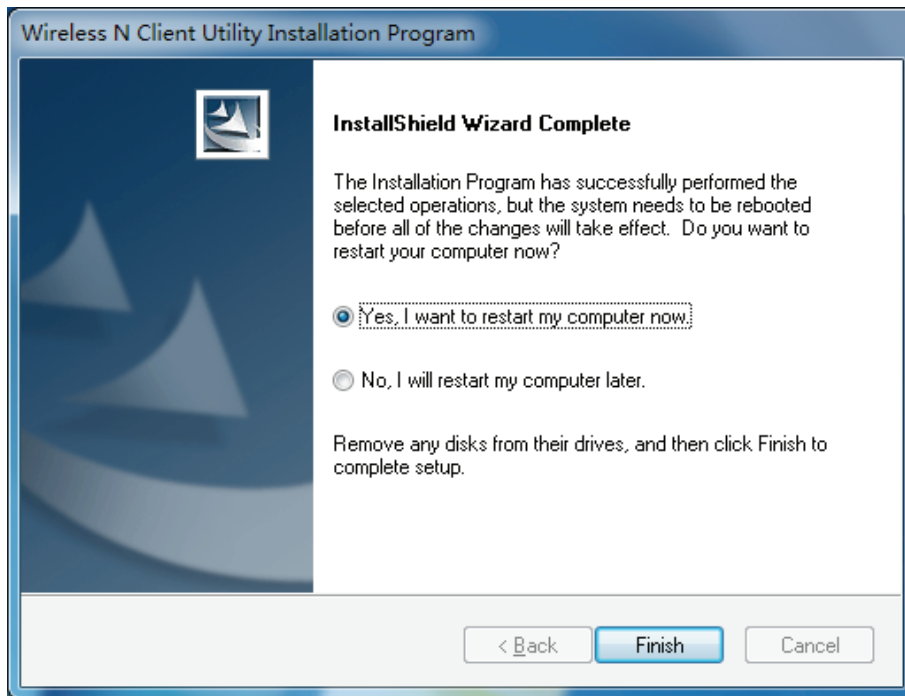 Wireless N Client Utility Installation Program
InstallShield Wizard Complete
The Installation Program has successfully performed the
selected operations, but the system needs to be rebooted
before all of the changes will take effect.  Do you want to
restart your computer now?
Yes, I want to restart my computer now.
No, I will restart my computer later.
Remove any disks from their drives, and then click Finish to
complete setup.
< Back
Finish
Cancel